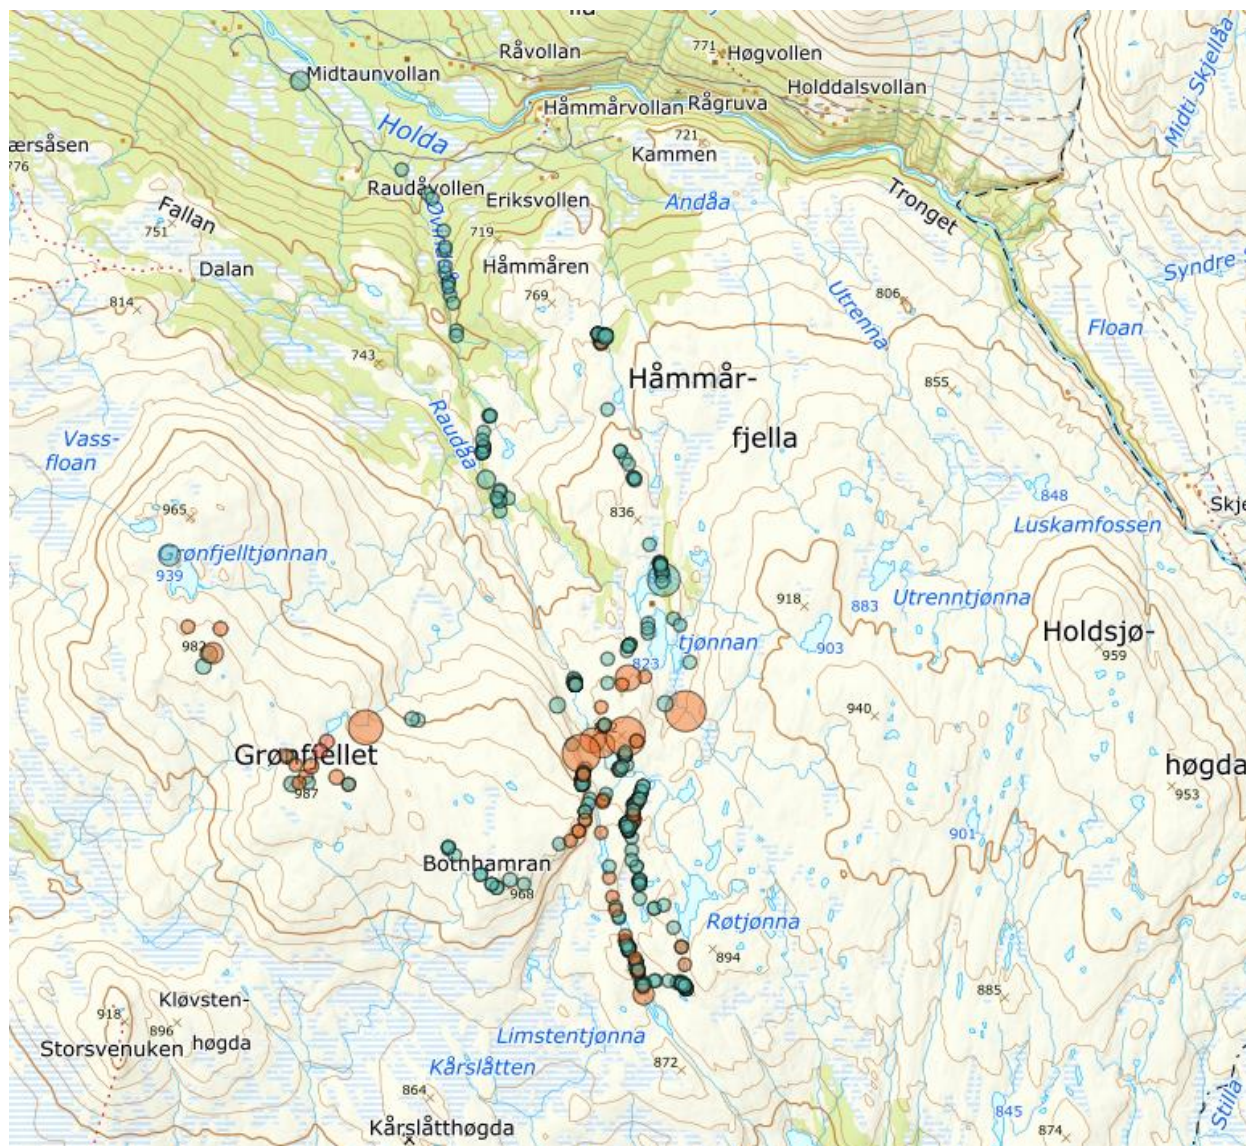 Råvollan
771 Høgvollen
Midtaunvollan
Holddalsvollan
Håmmårvollan Rågruva
Midti Skjellåa
Holda
721
ærsåsen
Kammen
776
Raudåvollen
Eriksvollen
Andåa
Tronget
Fallan
751
719
Dalan
Håmmåren
Syndre
814
769
Utrenna
806
Floan
743
Håmmår-
855
Raudåa
fjella
Vass-
floan
848
965
836
Luskamfossen
Grønfjelltjønnan
939
918
883
Utrenntjønna
982
tjønnan
903
Holdsjø-
823
959
940
Grønfjellet
høgda
987
953
901
Botnhamran
968
Røtjønna
894
885
Kløvsten-
918
896
høgda
Storsvenuken
Limstentjønna
Kårslåtten
872
864
845
Stilla
Kårslåtthøgda
874